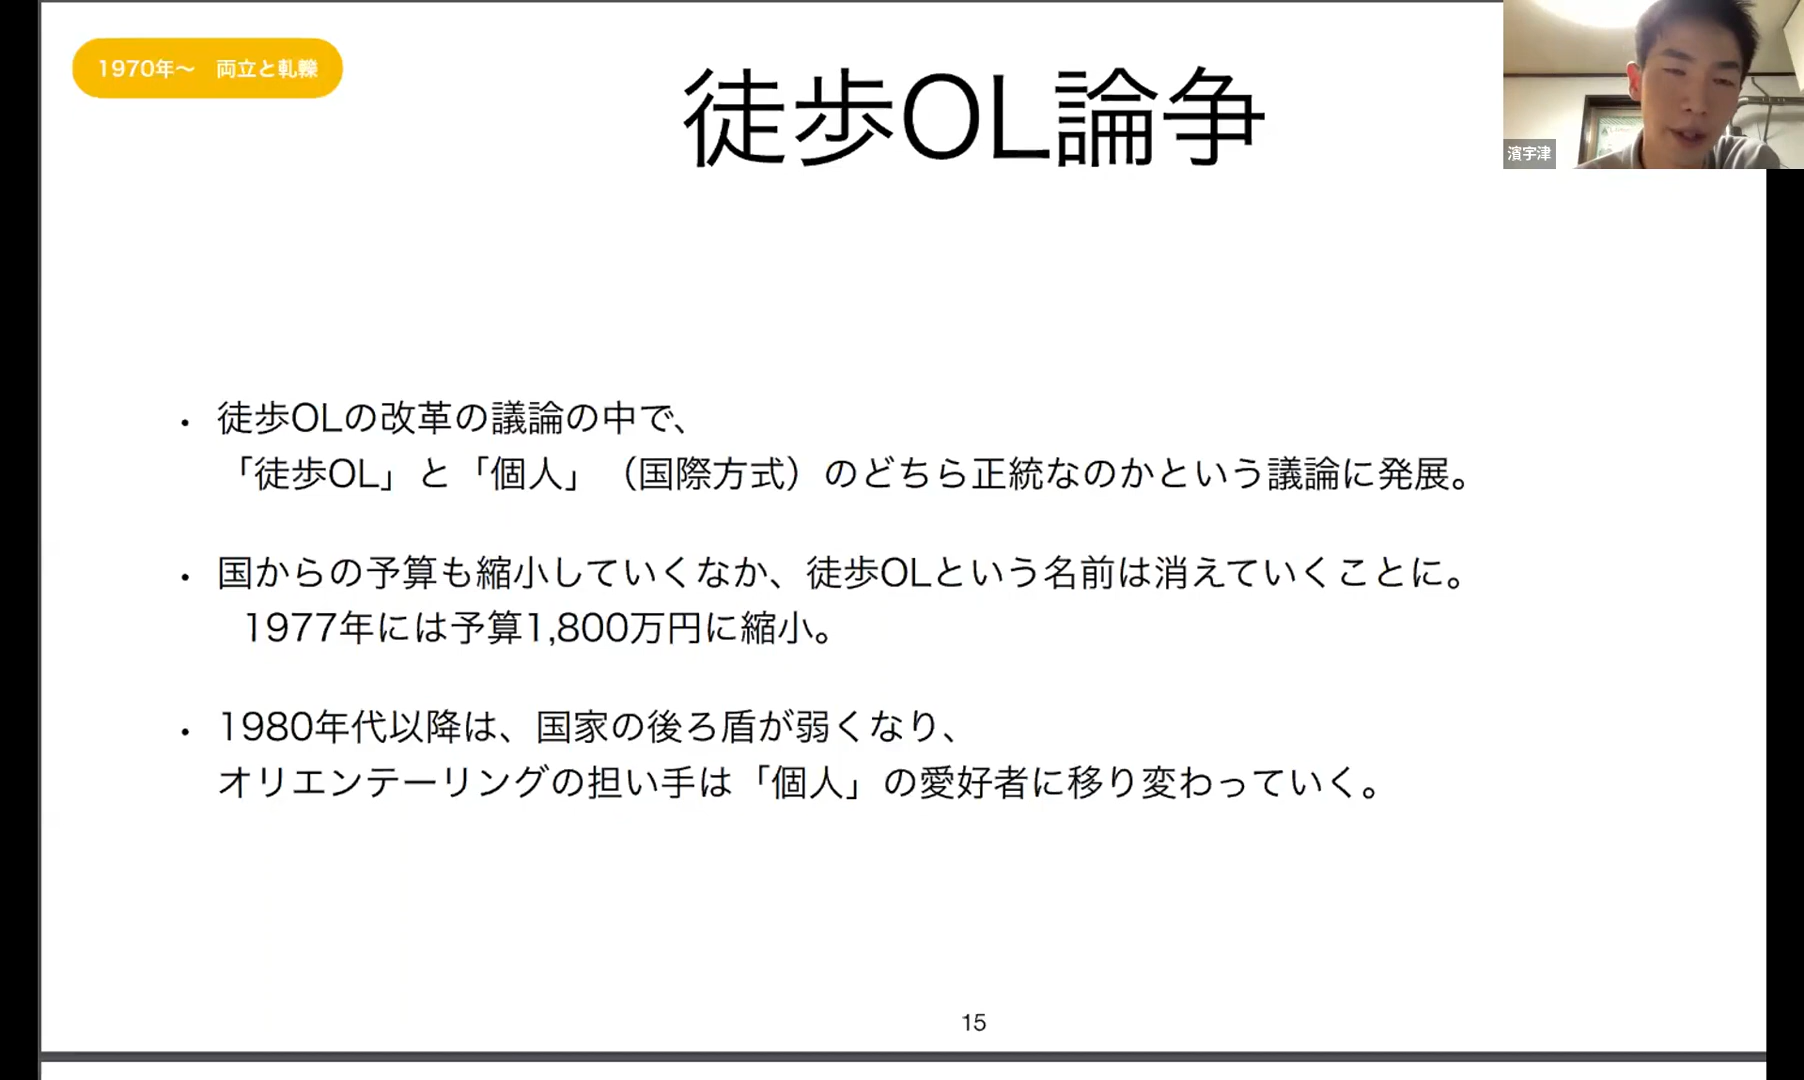 1970年〜　両立と軋轢
徒歩OL論争
濱宇津
• 徒歩OLの改革の議論の中で、
「徒歩OL」と「個人」（国際方式）のどちら正統なのかという議論に発展。
• 国からの予算も縮小していくなか、徒歩OLという名前は消えていくことに。
1977年には予算1,800万円に縮小。
• 1980年代以降は、国家の後ろ盾が弱くなり、
オリエンテーリングの担い手は「個人」の愛好者に移り変わっていく。
15